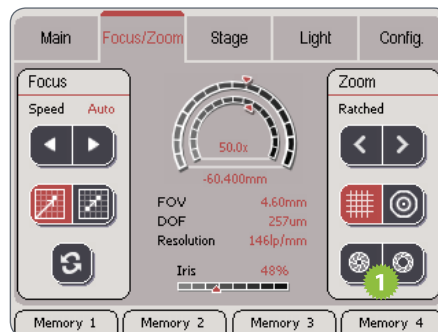 Main Focus/Zoom Stage Light Config.
Focus
Speed Auto
50.0x
-60.400mm
FOV 4.60mm
DOF 257um
Resolution 146lp/mm
Iris 48%
Zoom
Ratched
1
Memory 1 Memory 2 Memory 3 Memory 4